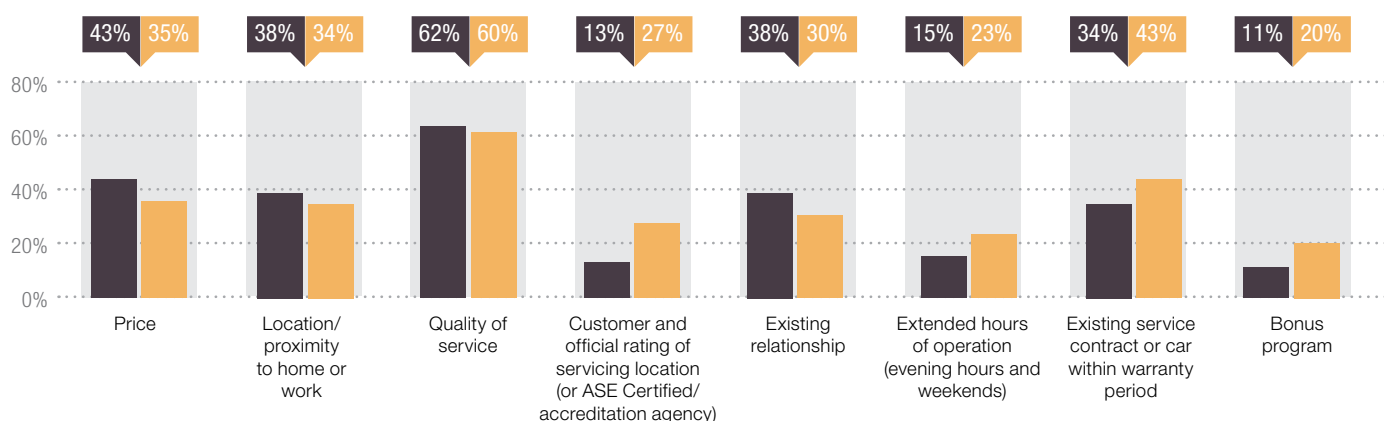 43% 35% 38% 34% 62% 60% 13% 27% 38% 30% 15% 23% 34% 43% 11% 20%
80%
60%
40%
20%
0%
Price
Location/
proximity
to home or
work
Quality of
service
Customer and
official rating of
servicing location
(or ASE Certified/
accreditation agency)
Existing
relationship
Extended hours
of operation
(evening hours and
weekends)
Existing service
contract or car
within warranty
period
Bonus
program